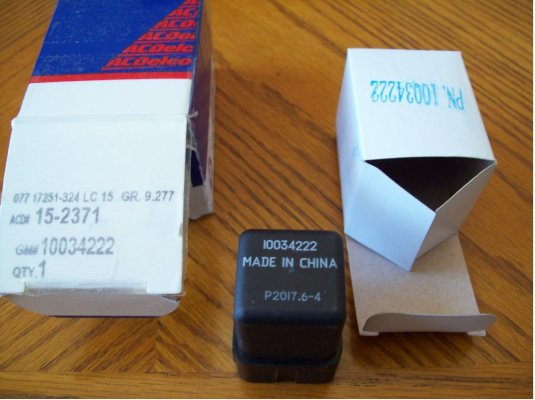 ACDelco
ACDelco
ACDelco
077 17251-324 LC 15 GR. 9.277
ACD# 15-2371
GM# 10034222
QTY.1
PN. 10034222
10034222
MADE IN CHINA
P2017.6-4